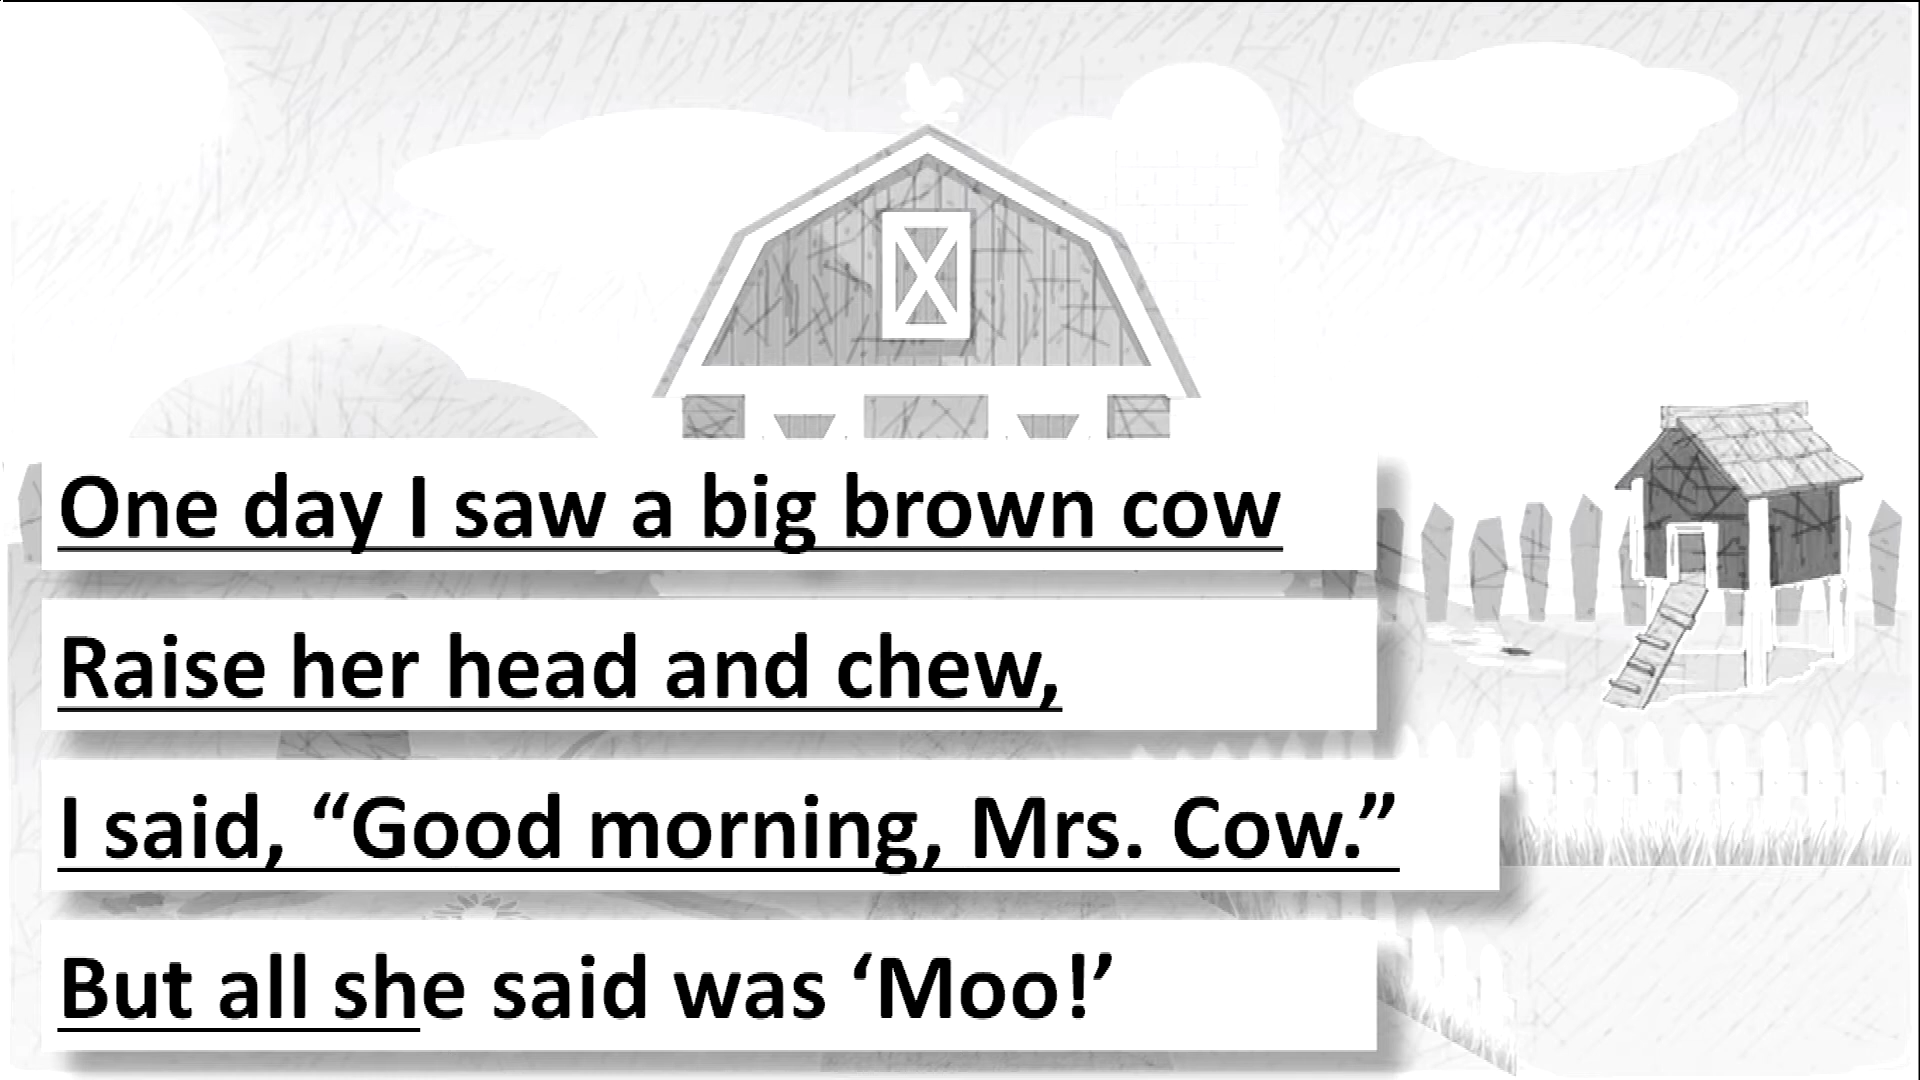 One day I saw a big brown cow
Raise her head and chew,
I said, “Good morning, Mrs. Cow.”
But all she said was ‘Moo!’